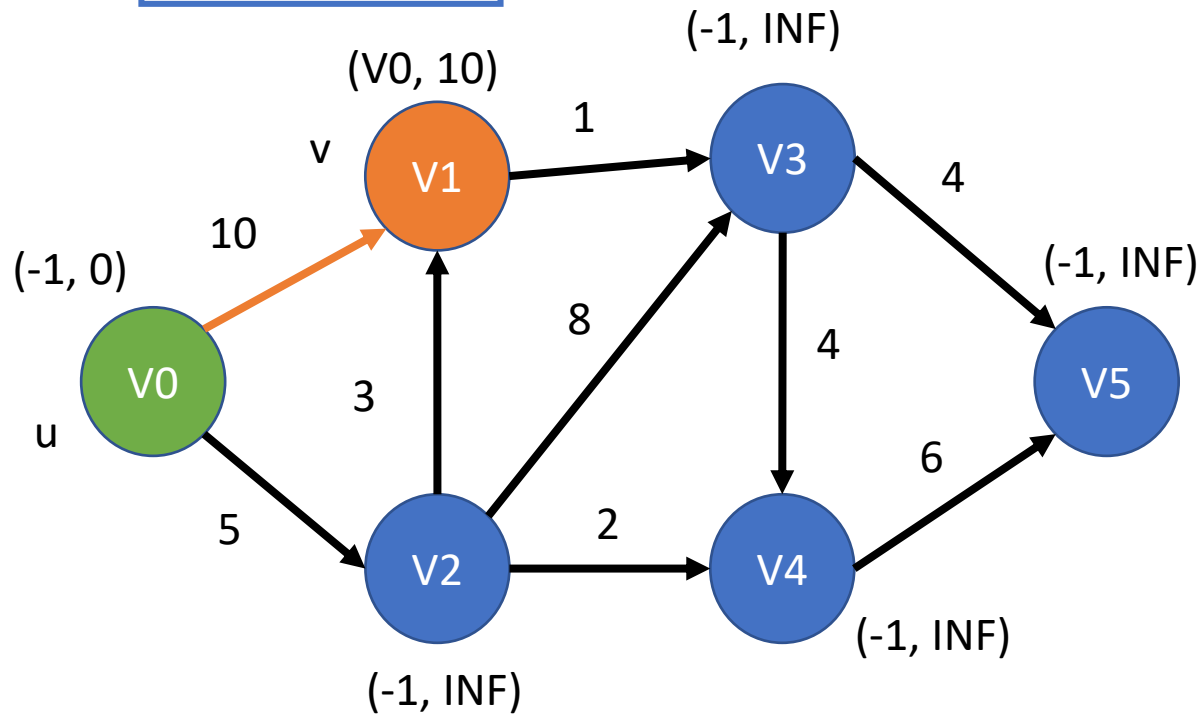 (-1, INF)
(V0, 10)
1
v
V1
V3
4
10
(-1, 0)
(-1, INF)
8
4
V0
3
V5
u
6
5
2
V2
V4
(-1, INF)
(-1, INF)